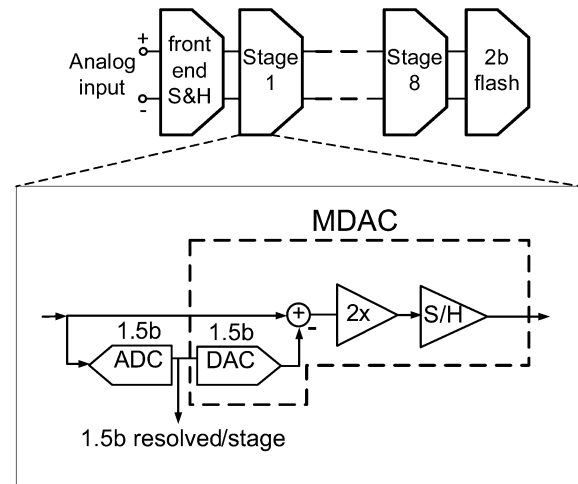 +
Analog
input
-
front
end
S&H
Stage
1
Stage
8
2b
flash
MDAC
1.5b
ADC
1.5b
DAC
+
-
2x
S/H
1.5b resolved/stage